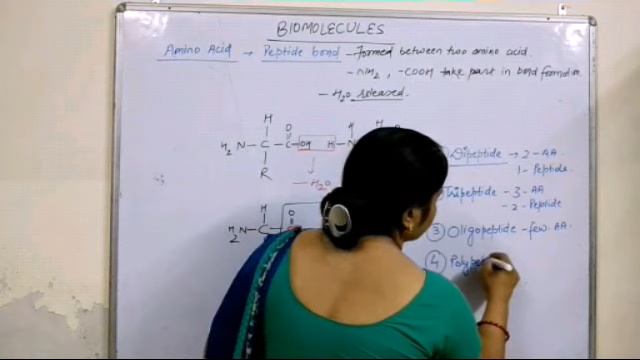 BIOMOLECULES
Amino Acid → Peptide bond - Formed between two amino acid.
- NH2, -COOH take part in bond formation
- H2O released.
H O H H
H2N - C - C - OH H - N
R
- H2O
H O
H2N - C
① Dipeptide → 2 - AA
1 - Peptide.
Tripeptide - 3 - AA
- 2 - Peptide
③ Oligopeptide - few AA
④ Polypep